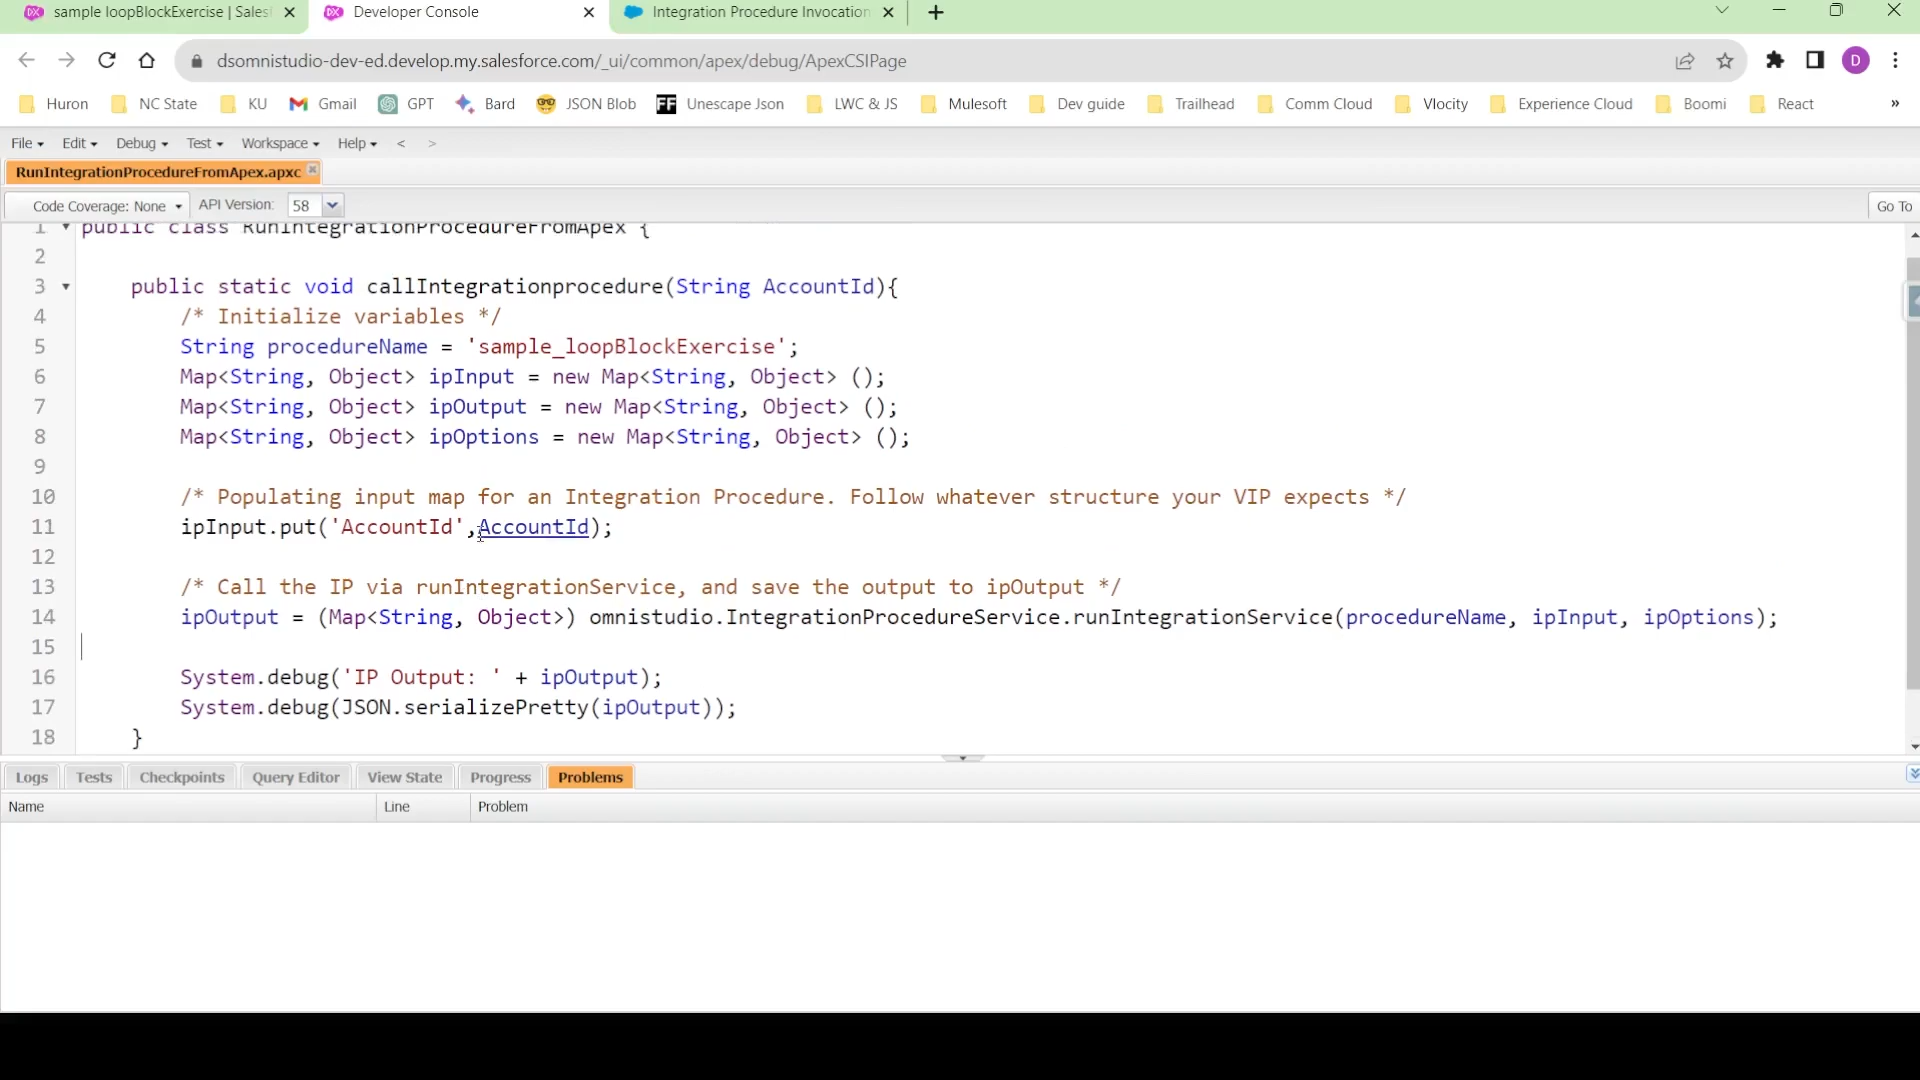 sample loopBlockExercise | Sales
Developer Console
Integration Procedure Invocation
dsomnistudio-dev-ed.develop.my.salesforce.com/_ui/common/apex/debug/ApexCSIPage
D
Huron
NC State
KU
Gmail
GPT
Bard
JSON Blob
FF Unescape Json
LWC & JS
Mulesoft
Dev guide
Trailhead
Comm Cloud
Vlocity
Experience Cloud
Boomi
React
»
File Edit Debug Test Workspace Help < >
RunIntegrationProcedureFromApex.apxc
Code Coverage: None API Version: 58 Go To
1 public class RunIntegrationProcedureFromApex {
2
3 public static void callIntegrationprocedure(String AccountId){
4 /* Initialize variables */
5 String procedureName = 'sample_loopBlockExercise';
6 Map<String, Object> ipInput = new Map<String, Object> ();
7 Map<String, Object> ipOutput = new Map<String, Object> ();
8 Map<String, Object> ipOptions = new Map<String, Object> ();
9
10 /* Populating input map for an Integration Procedure. Follow whatever structure your VIP expects */
11 ipInput.put('AccountId',AccountId);
12
13 /* Call the IP via runIntegrationService, and save the output to ipOutput */
14 ipOutput = (Map<String, Object>) omnistudio.IntegrationProcedureService.runIntegrationService(procedureName, ipInput, ipOptions);
15
16 System.debug('IP Output: ' + ipOutput);
17 System.debug(JSON.serializePretty(ipOutput));
18 }
Logs Tests Checkpoints Query Editor View State Progress Problems
Name Line Problem